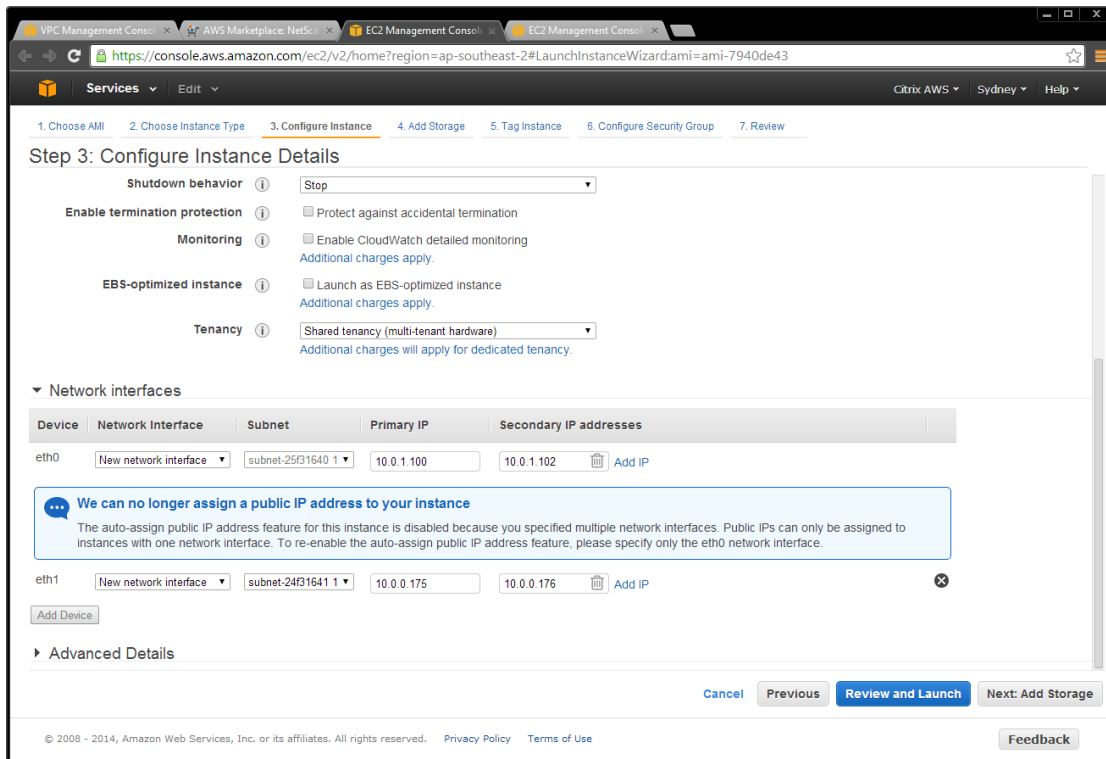 VPC Management Consol
AWS Marketplace: NetSca
EC2 Management Consol
EC2 Management Consol
https://console.aws.amazon.com/ec2/v2/home?region=ap-southeast-2#LaunchInstanceWizard:ami=ami-7940de43
Services Edit Citrix AWS Sydney Help
1. Choose AMI 2. Choose Instance Type 3. Configure Instance 4. Add Storage 5. Tag Instance 6. Configure Security Group 7. Review
Step 3: Configure Instance Details
Shutdown behavior Stop
Enable termination protection Protect against accidental termination
Monitoring Enable CloudWatch detailed monitoring
Additional charges apply.
EBS-optimized instance Launch as EBS-optimized instance
Additional charges apply.
Tenancy Shared tenancy (multi-tenant hardware)
Additional charges will apply for dedicated tenancy.
Network interfaces
Device Network Interface Subnet Primary IP Secondary IP addresses
eth0 New network interface subnet-25f31640 1 10.0.1.100 10.0.1.102 Add IP
We can no longer assign a public IP address to your instance
The auto-assign public IP address feature for this instance is disabled because you specified multiple network interfaces. Public IPs can only be assigned to
instances with one network interface. To re-enable the auto-assign public IP address feature, please specify only the eth0 network interface.
eth1 New network interface subnet-24f31641 1 10.0.0.175 10.0.0.176 Add IP
Add Device
Advanced Details
Cancel Previous Review and Launch Next: Add Storage
© 2008 - 2014, Amazon Web Services, Inc. or its affiliates. All rights reserved. Privacy Policy Terms of Use Feedback